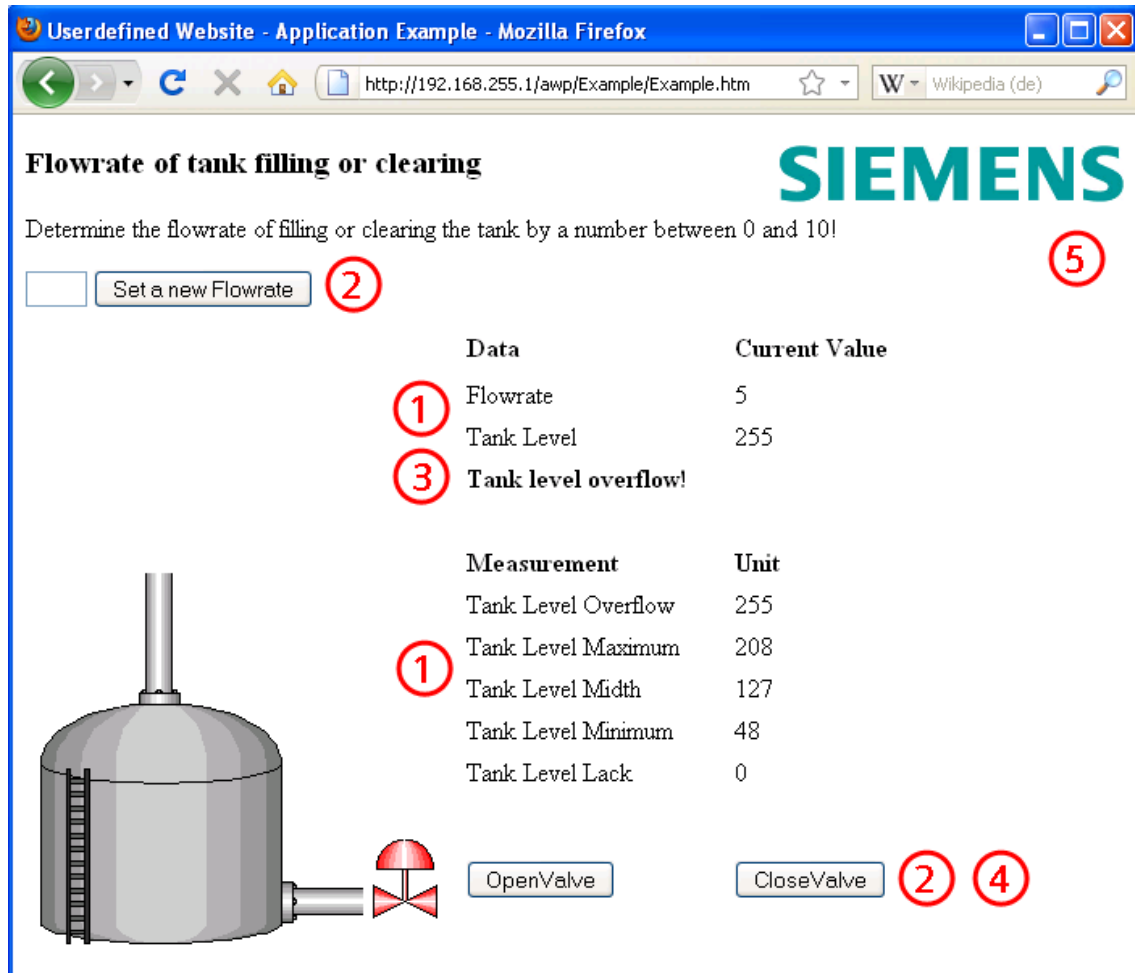 Userdefined Website - Application Example - Mozilla Firefox
http://192.168.255.1/awp/Example/Example.htm W Wikipedia (de)
Flowrate of tank filling or clearing SIEMENS
Determine the flowrate of filling or clearing the tank by a number between 0 and 10!
5
Set a new Flowrate 2
Data Current Value
1 Flowrate 5
Tank Level 255
3 Tank level overflow!
Measurement Unit
Tank Level Overflow 255
1 Tank Level Maximum 208
Tank Level Midth 127
Tank Level Minimum 48
Tank Level Lack 0
OpenValve CloseValve 2 4